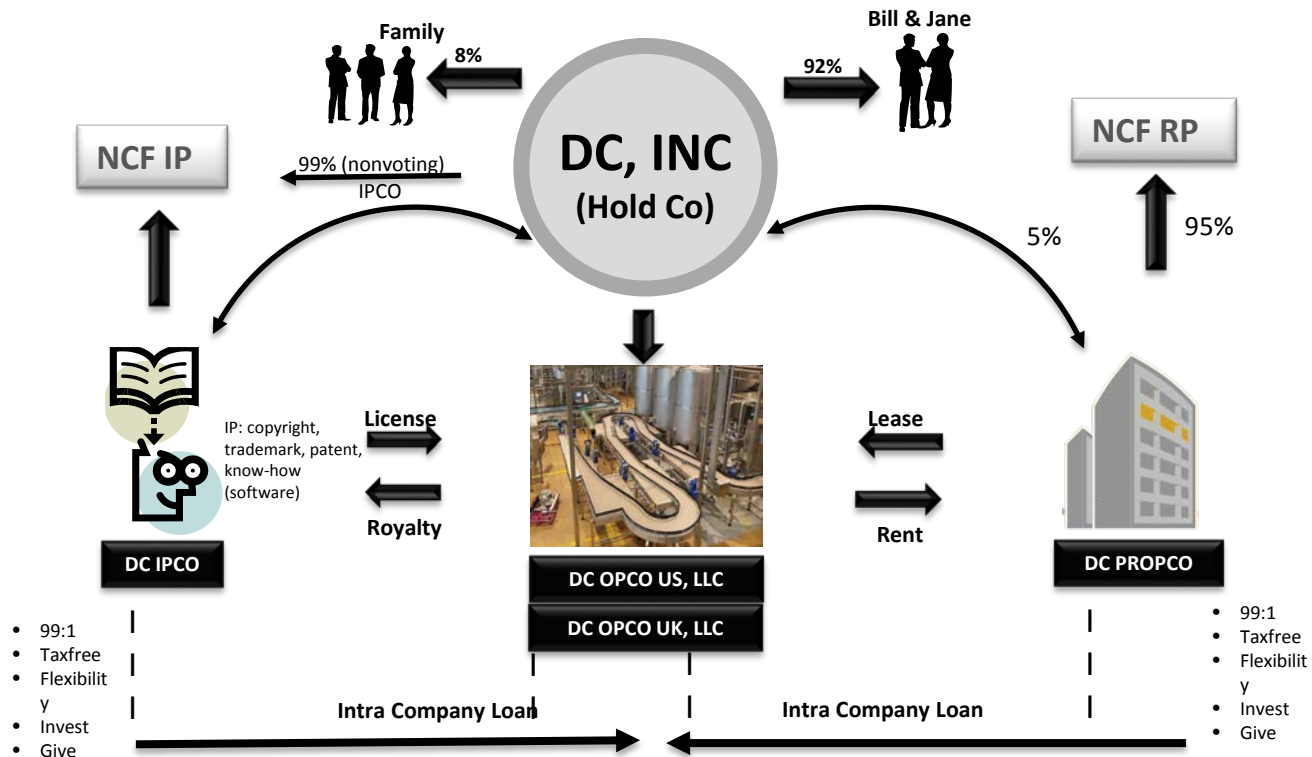 Family
8%
Bill & Jane
92%
DC, INC
(Hold Co)
NCF IP
99% (nonvoting)
IPCO
NCF RP
5%
95%
IP: copyright,
trademark, patent,
know-how
(software)
License
Royalty
Lease
Rent
DC IPCO
DC OPCO US, LLC
DC OPCO UK, LLC
DC PROPCO
• 99:1
• Taxfree
• Flexibilit
y
• Invest
• Give
Intra Company Loan
Intra Company Loan
• 99:1
• Taxfree
• Flexibilit
y
• Invest
• Give